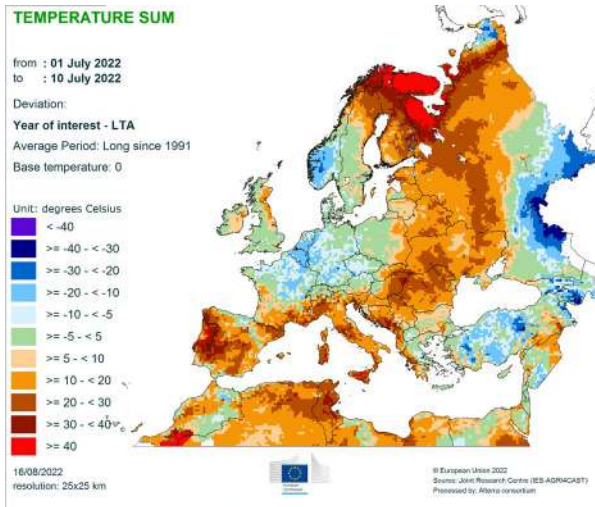 TEMPERATURE SUM
from : 01 July 2022
to : 10 July 2022
Deviation:
Year of interest - LTA
Average Period: Long since 1991
Base temperature: 0
Unit: degrees Celsius
< -40
>= -40 - < -30
>= -30 - < -20
>= -20 - < -10
>= -10 - < -5
>= -5 - < 5
>= 5 - < 10
>= 10 - < 20
>= 20 - < 30
>= 30 - < 40
>= 40
16/08/2022
resolution: 25x25 km
© European Union 2022
Source: Joint Research Centre (IES-AGRI4CAST)
Processed by: Alterra consortium